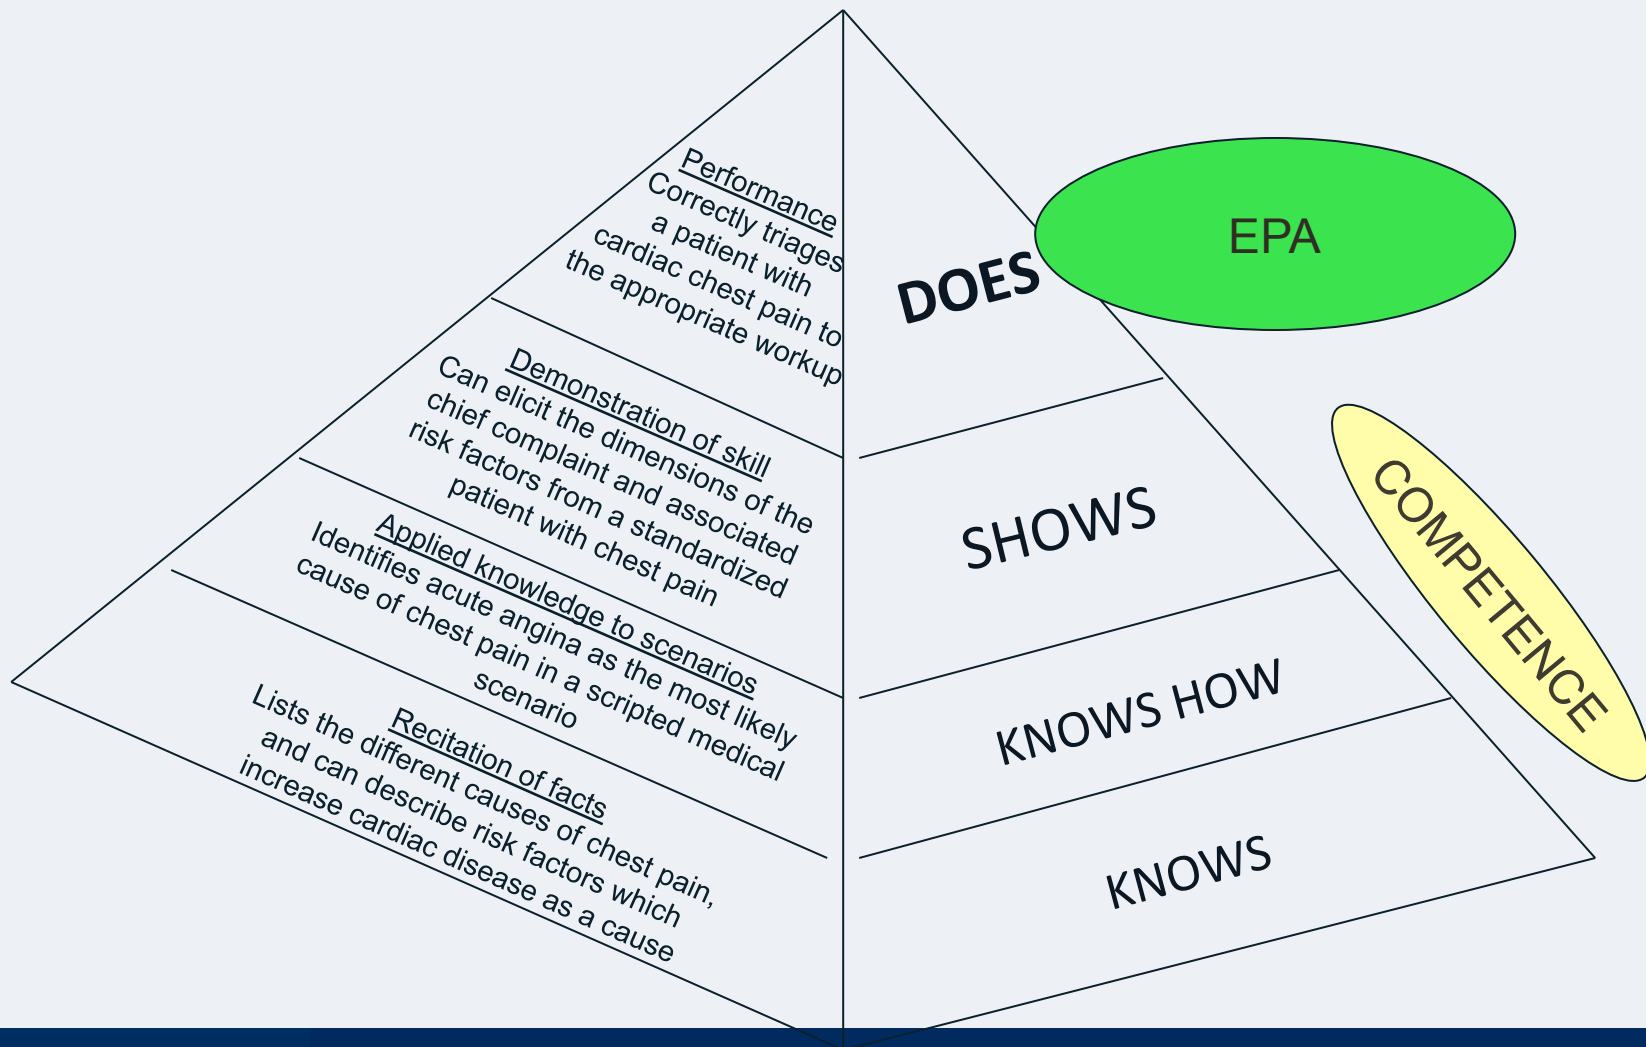 Performance
Correctly triages
a patient with
cardiac chest pain to
the appropriate workup
DOES
EPA
Demonstration of skill
Can elicit the dimensions of the
chief complaint and associated
risk factors from a standardized
patient with chest pain
SHOWS
COMPETENCE
Applied knowledge to scenarios
Identifies acute angina as the most likely
cause of chest pain in a scripted medical
scenario
KNOWS HOW
Recitation of facts
Lists the different causes of chest pain,
and can describe risk factors which
increase cardiac disease as a cause
KNOWS